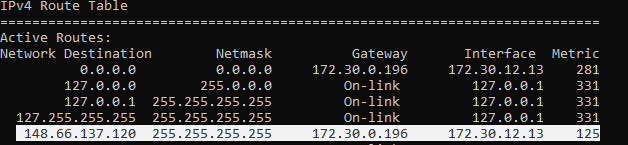 IPv4 Route Table
===========================================================================
Active Routes:
Network Destination        Netmask          Gateway       Interface  Metric
0.0.0.0          0.0.0.0     172.30.0.196     172.30.12.13    281
127.0.0.0        255.0.0.0         On-link         127.0.0.1    331
127.0.0.1  255.255.255.255         On-link         127.0.0.1    331
127.255.255.255  255.255.255.255         On-link         127.0.0.1    331
148.66.137.120  255.255.255.255     172.30.0.196     172.30.12.13    125